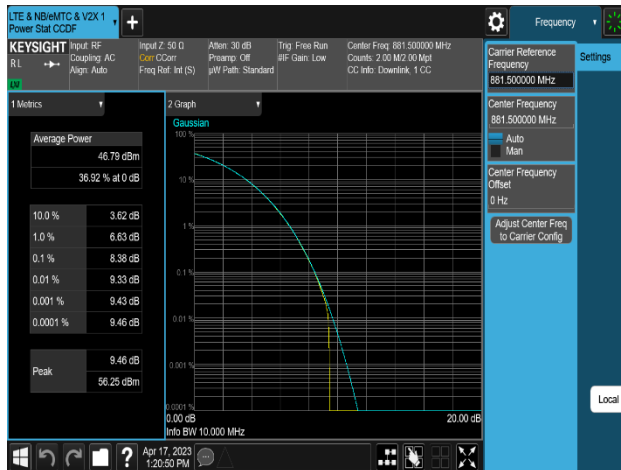 LTE & NB/eMTC & V2X 1
Power Stat CCDF
Frequency
KEYSIGHT
RL
Input: RF
Coupling: AC
Align: Auto
Input Z: 50 Ω
Corr CCorr
Freq Ref: Int (S)
Atten: 30 dB
Preamp: Off
µW Path: Standard
Trig: Free Run
#IF Gain: Low
Center Freq: 881.500000 MHz
Counts: 2.00 M/2.00 Mpt
CC Info: Downlink, 1 CC
LXI
1 Metrics
Average Power
46.79 dBm
36.92 % at 0 dB
10.0 % 3.62 dB
1.0 % 6.63 dB
0.1 % 8.38 dB
0.01 % 9.33 dB
0.001 % 9.43 dB
0.0001 % 9.46 dB
Peak 9.46 dB
56.25 dBm
2 Graph
Gaussian
100 %
10 %
1 %
0.1 %
0.01 %
0.001 %
0.0001 %
0.00 dB 20.00 dB
Info BW 10.000 MHz
Carrier Reference
Frequency
881.500000 MHz
Settings
Center Frequency
881.500000 MHz
Auto
Man
Center Frequency
Offset
0 Hz
Adjust Center Freq
to Carrier Config
Local
?
Apr 17, 2023
1:20:50 PM